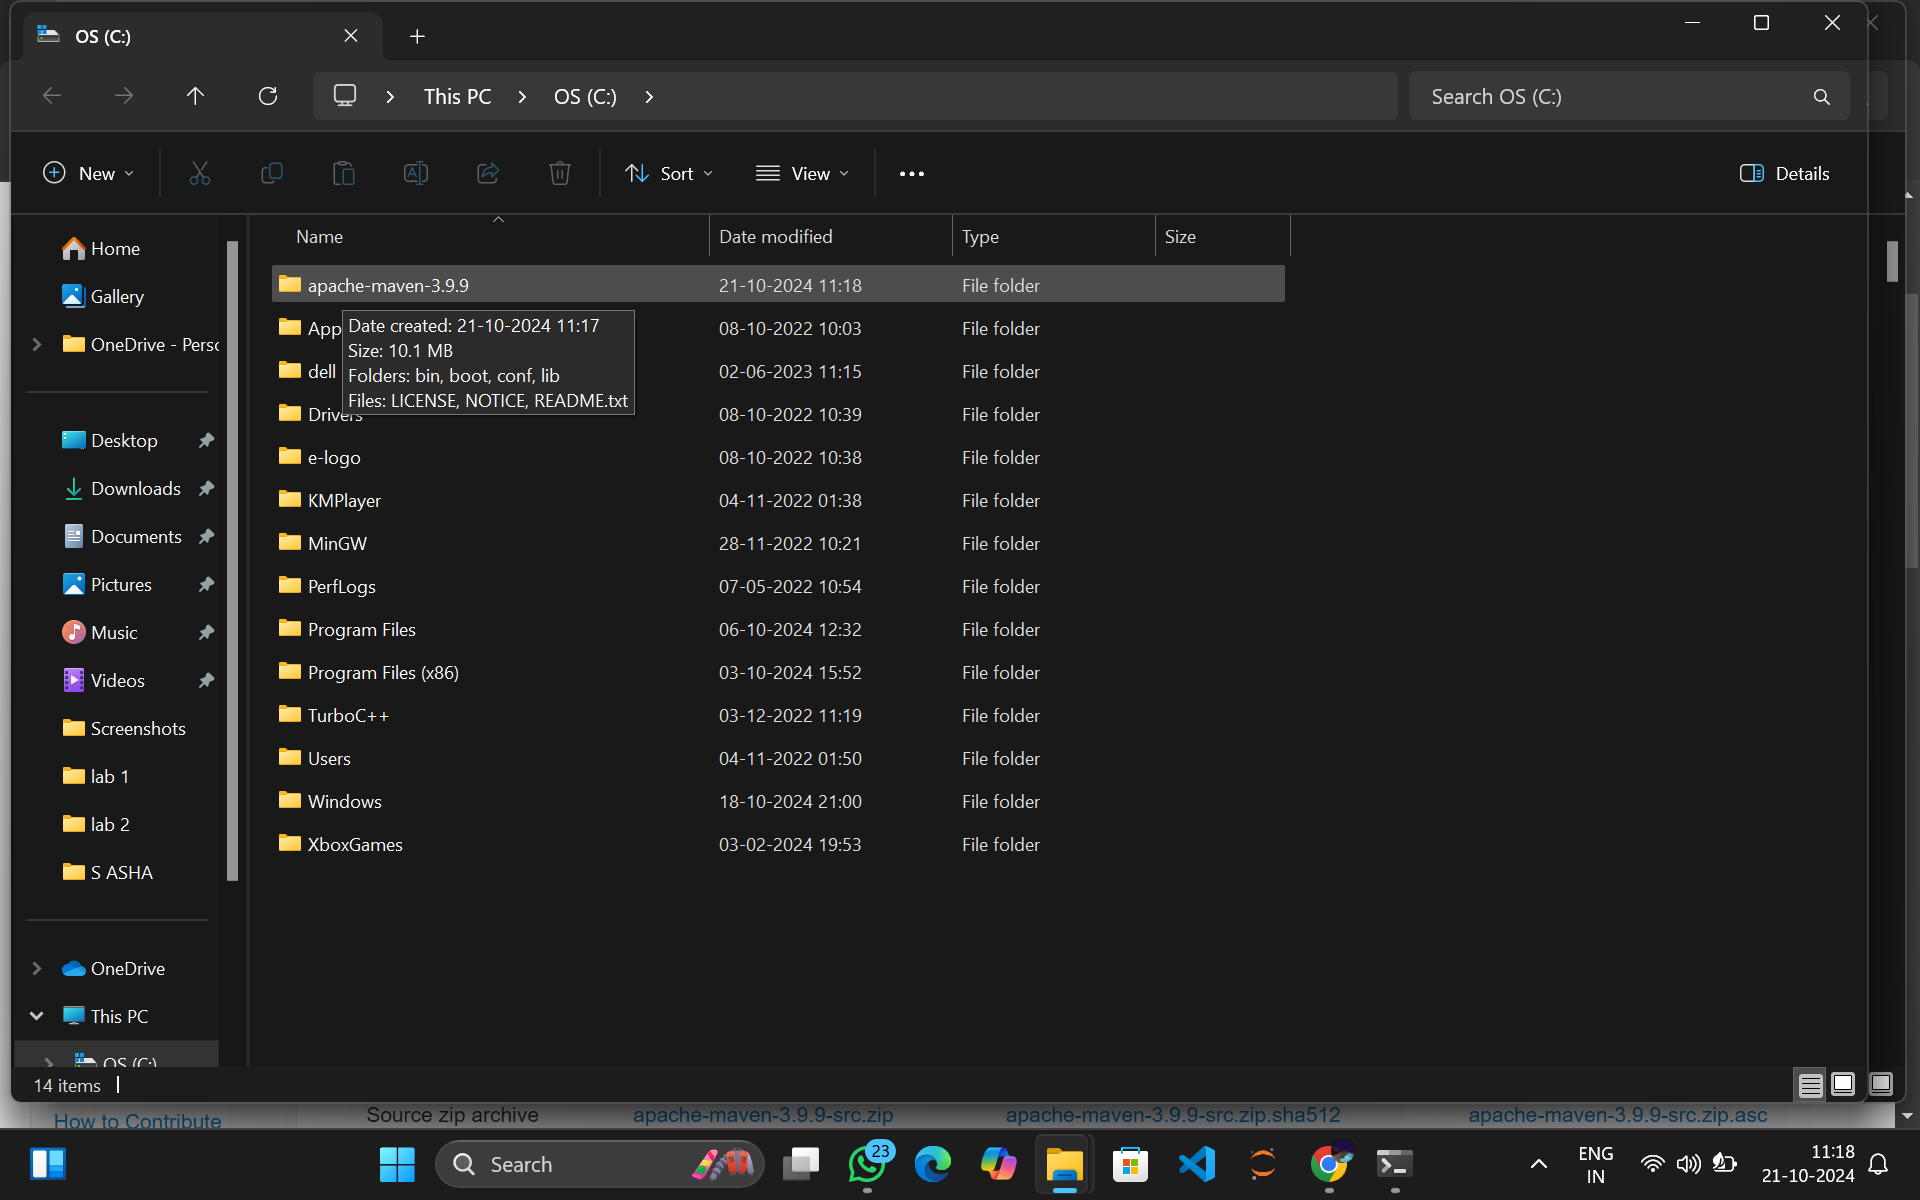 OS (C:)
This PC
OS (C:)
Search OS (C:)
New
Sort
View
Details
Home
Gallery
OneDrive - Perso
Desktop
Downloads
Documents
Pictures
Music
Videos
Screenshots
lab 1
lab 2
S ASHA
OneDrive
This PC
OS (C:)
Name Date modified Type Size
apache-maven-3.9.9 21-10-2024 11:18 File folder
App 08-10-2022 10:03 File folder
dell 02-06-2023 11:15 File folder
Drivers 08-10-2022 10:39 File folder
e-logo 08-10-2022 10:38 File folder
KMPlayer 04-11-2022 01:38 File folder
MinGW 28-11-2022 10:21 File folder
PerfLogs 07-05-2022 10:54 File folder
Program Files 06-10-2024 12:32 File folder
Program Files (x86) 03-10-2024 15:52 File folder
TurboC++ 03-12-2022 11:19 File folder
Users 04-11-2022 01:50 File folder
Windows 18-10-2024 21:00 File folder
XboxGames 03-02-2024 19:53 File folder
Date created: 21-10-2024 11:17
Size: 10.1 MB
Folders: bin, boot, conf, lib
Files: LICENSE, NOTICE, README.txt
14 items
How to Contribute
Source zip archive apache-maven-3.9.9-src.zip apache-maven-3.9.9-src.zip.sha512 apache-maven-3.9.9-src.zip.asc
Search
23
ENG
IN
11:18
21-10-2024